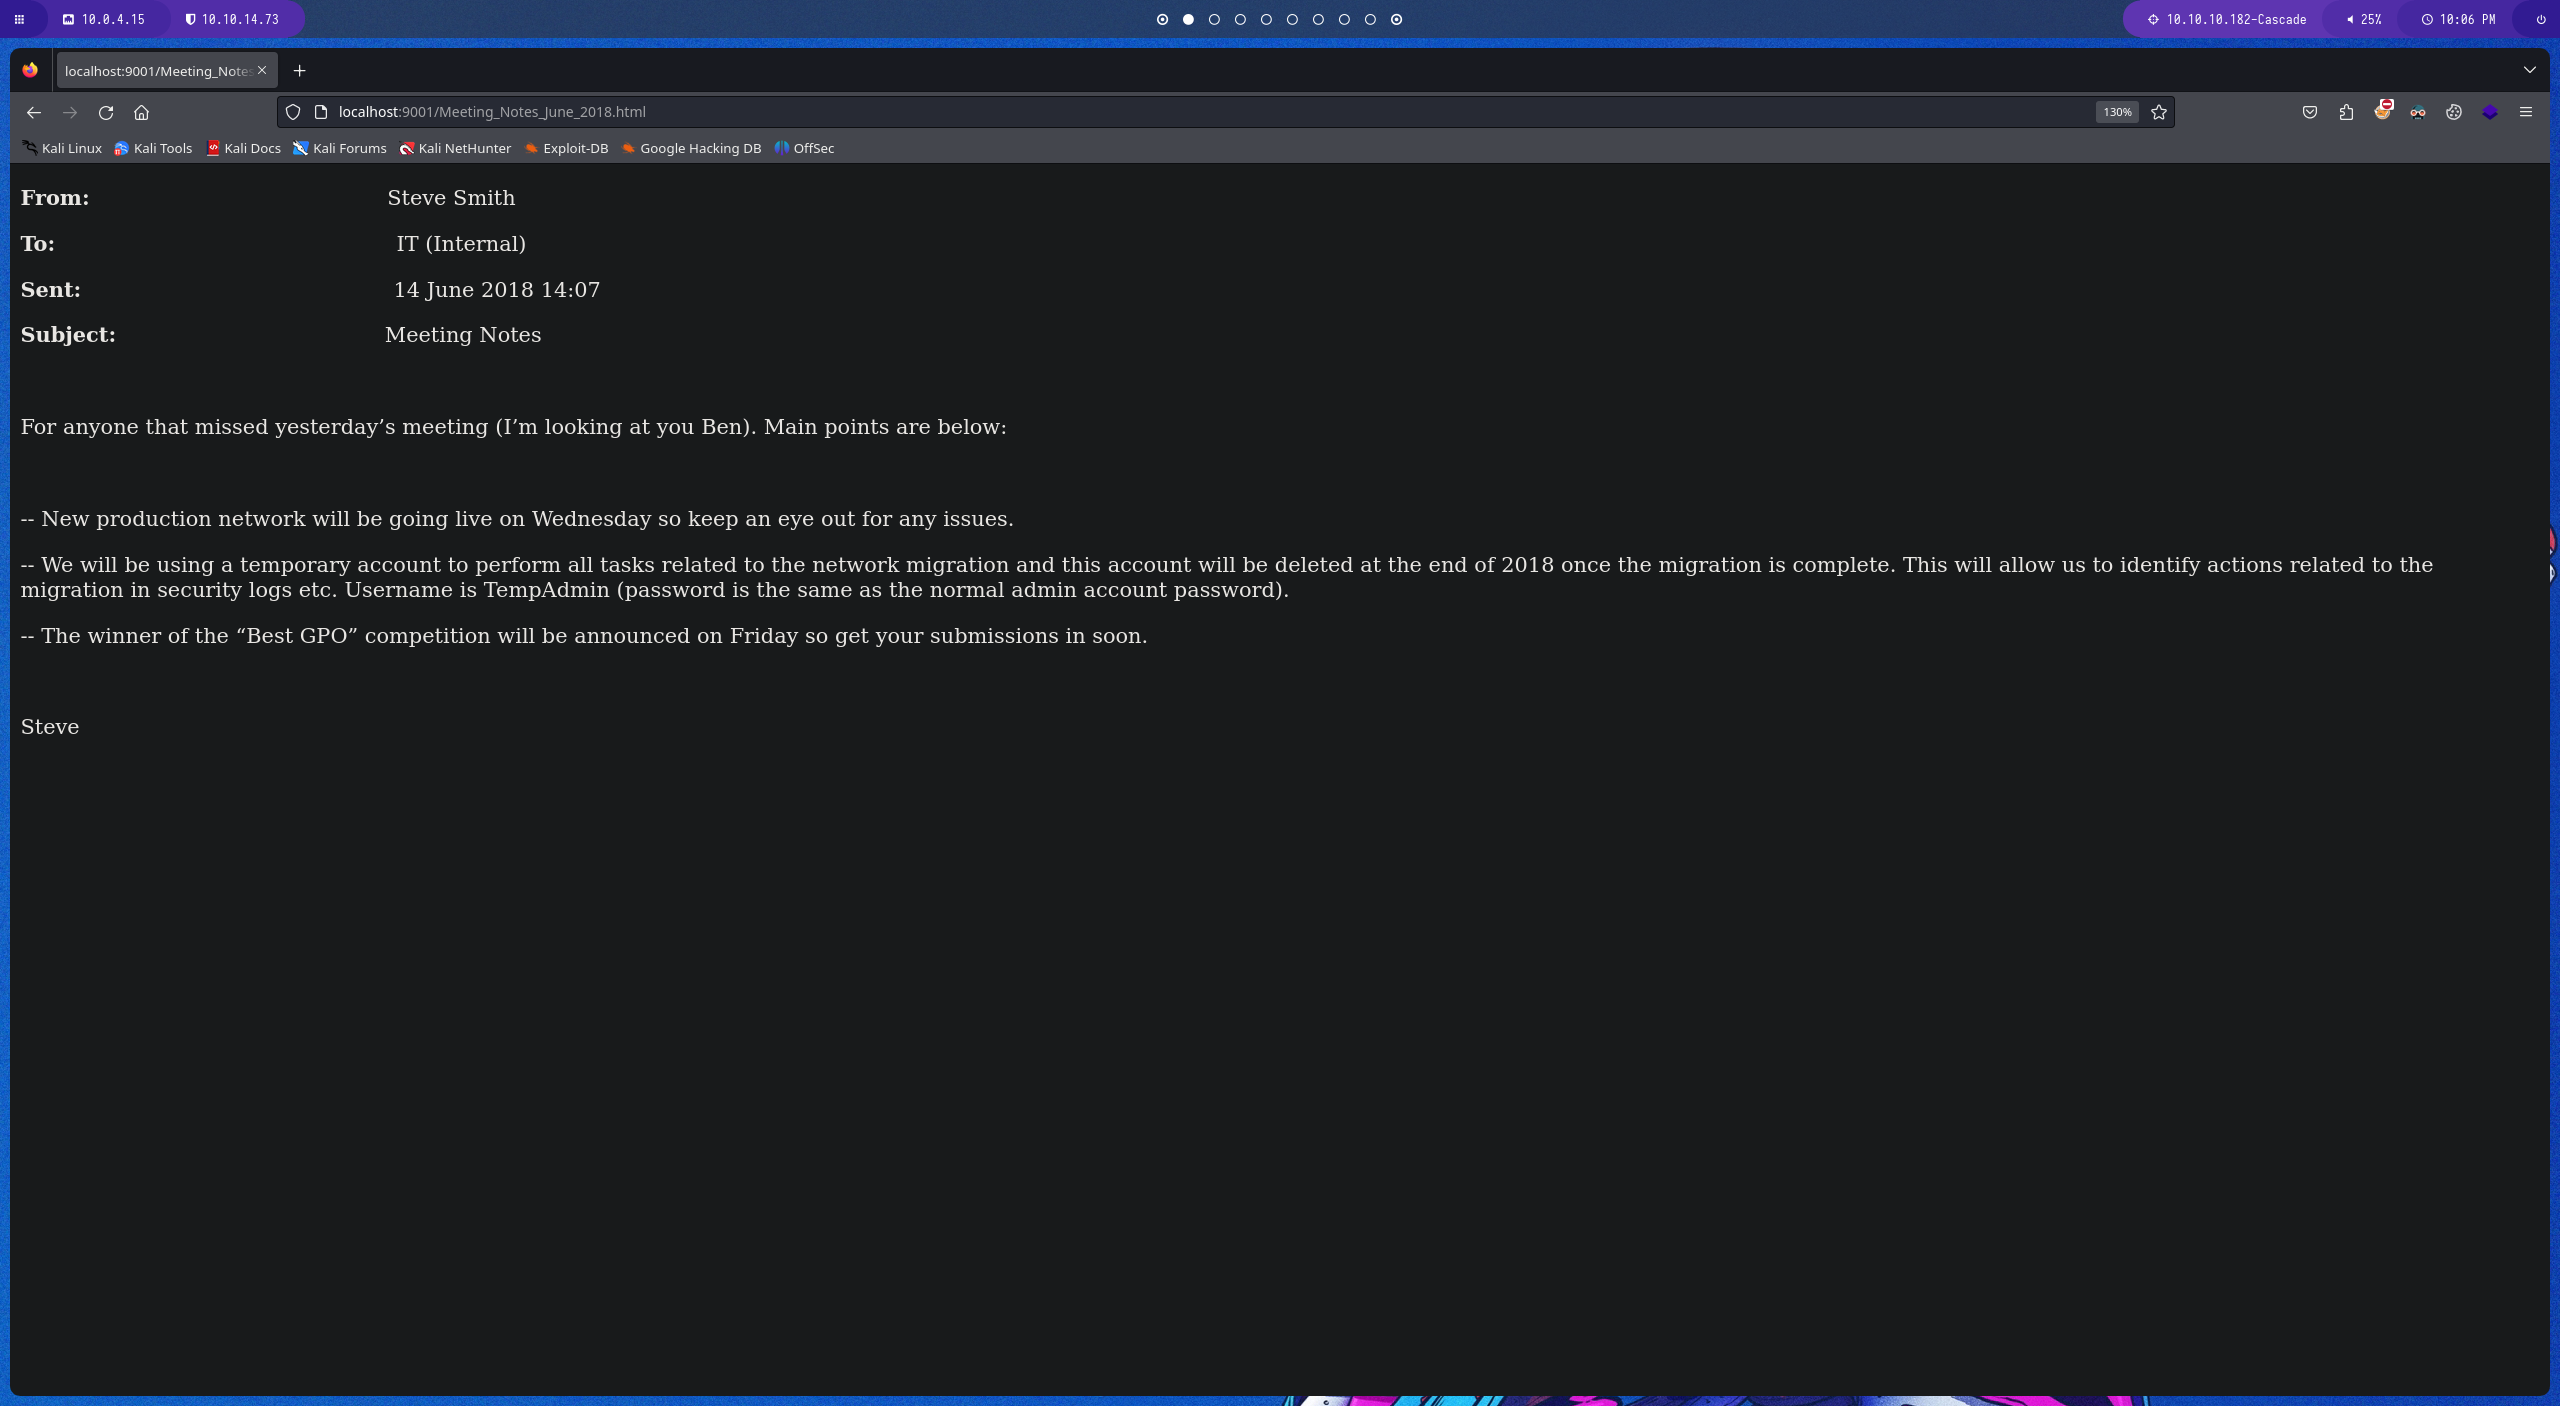 10.0.4.15 10.10.14.73 10.10.10.182-Cascade 25% 10:06 PM
localhost:9001/Meeting_Notes
localhost:9001/Meeting_Notes_June_2018.html 130%
Kali Linux Kali Tools Kali Docs Kali Forums Kali NetHunter Exploit-DB Google Hacking DB OffSec
From: Steve Smith
To: IT (Internal)
Sent: 14 June 2018 14:07
Subject: Meeting Notes
For anyone that missed yesterday’s meeting (I’m looking at you Ben). Main points are below:
-- New production network will be going live on Wednesday so keep an eye out for any issues.
-- We will be using a temporary account to perform all tasks related to the network migration and this account will be deleted at the end of 2018 once the migration is complete. This will allow us to identify actions related to the
migration in security logs etc. Username is TempAdmin (password is the same as the normal admin account password).
-- The winner of the “Best GPO” competition will be announced on Friday so get your submissions in soon.
Steve